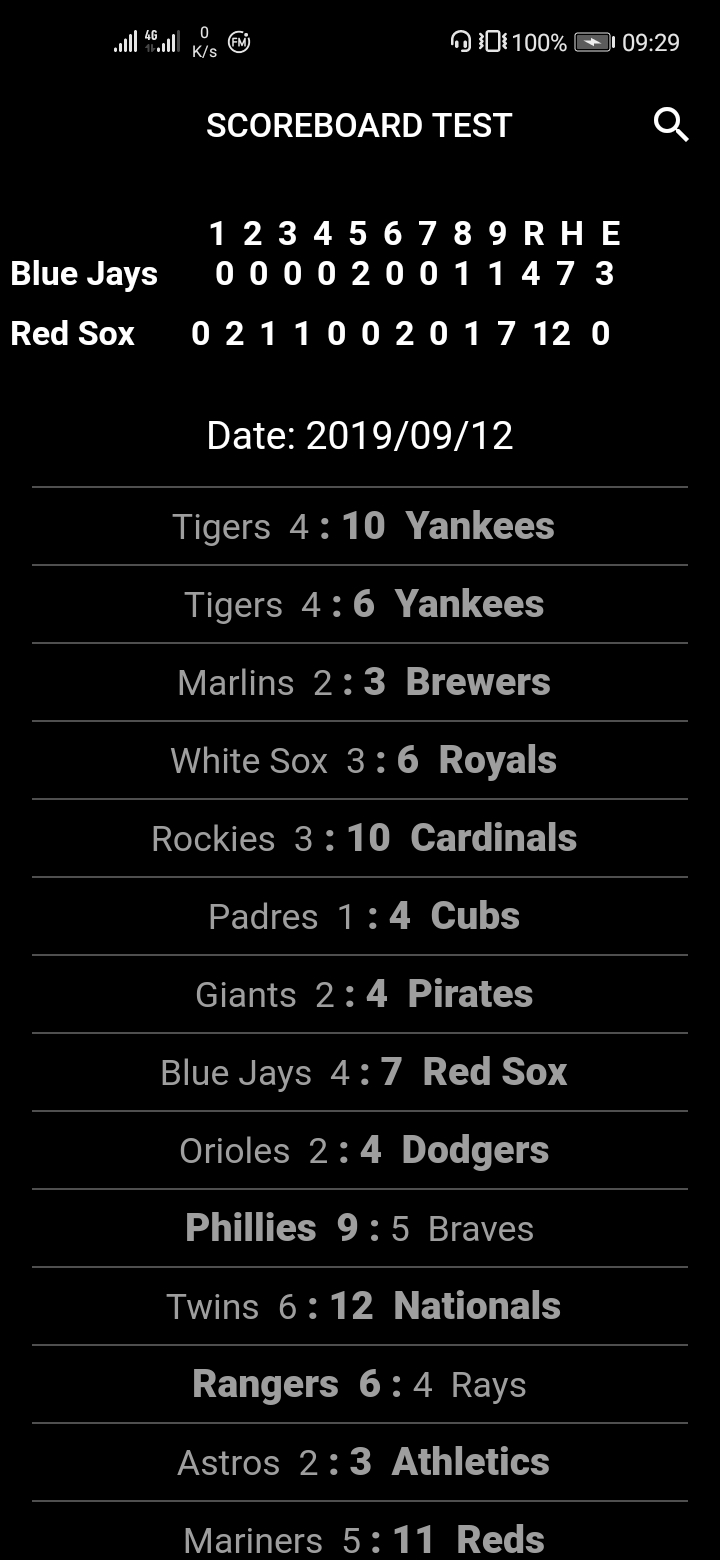 4G 0 K/s FM 100% 09:29
SCOREBOARD TEST
1 2 3 4 5 6 7 8 9 R H E
Blue Jays 0 0 0 0 2 0 0 1 1 4 7 3
Red Sox 0 2 1 1 0 0 2 0 1 7 12 0
Date: 2019/09/12
Tigers 4 : 10 Yankees
Tigers 4 : 6 Yankees
Marlins 2 : 3 Brewers
White Sox 3 : 6 Royals
Rockies 3 : 10 Cardinals
Padres 1 : 4 Cubs
Giants 2 : 4 Pirates
Blue Jays 4 : 7 Red Sox
Orioles 2 : 4 Dodgers
Phillies 9 : 5 Braves
Twins 6 : 12 Nationals
Rangers 6 : 4 Rays
Astros 2 : 3 Athletics
Mariners 5 : 11 Reds